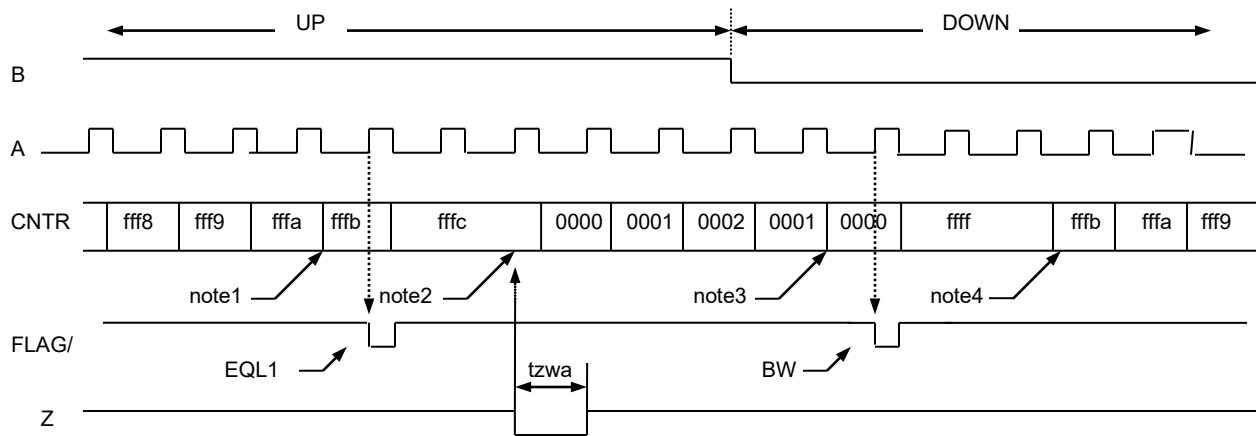 UP DOWN
B
A
CNTR fff8 fff9 fffa fffb fffc 0000 0001 0002 0001 0000 ffff fffb fffa fff9
note1 note2 note3 note4
FLAG/
EQL1 tzwa BW
Z